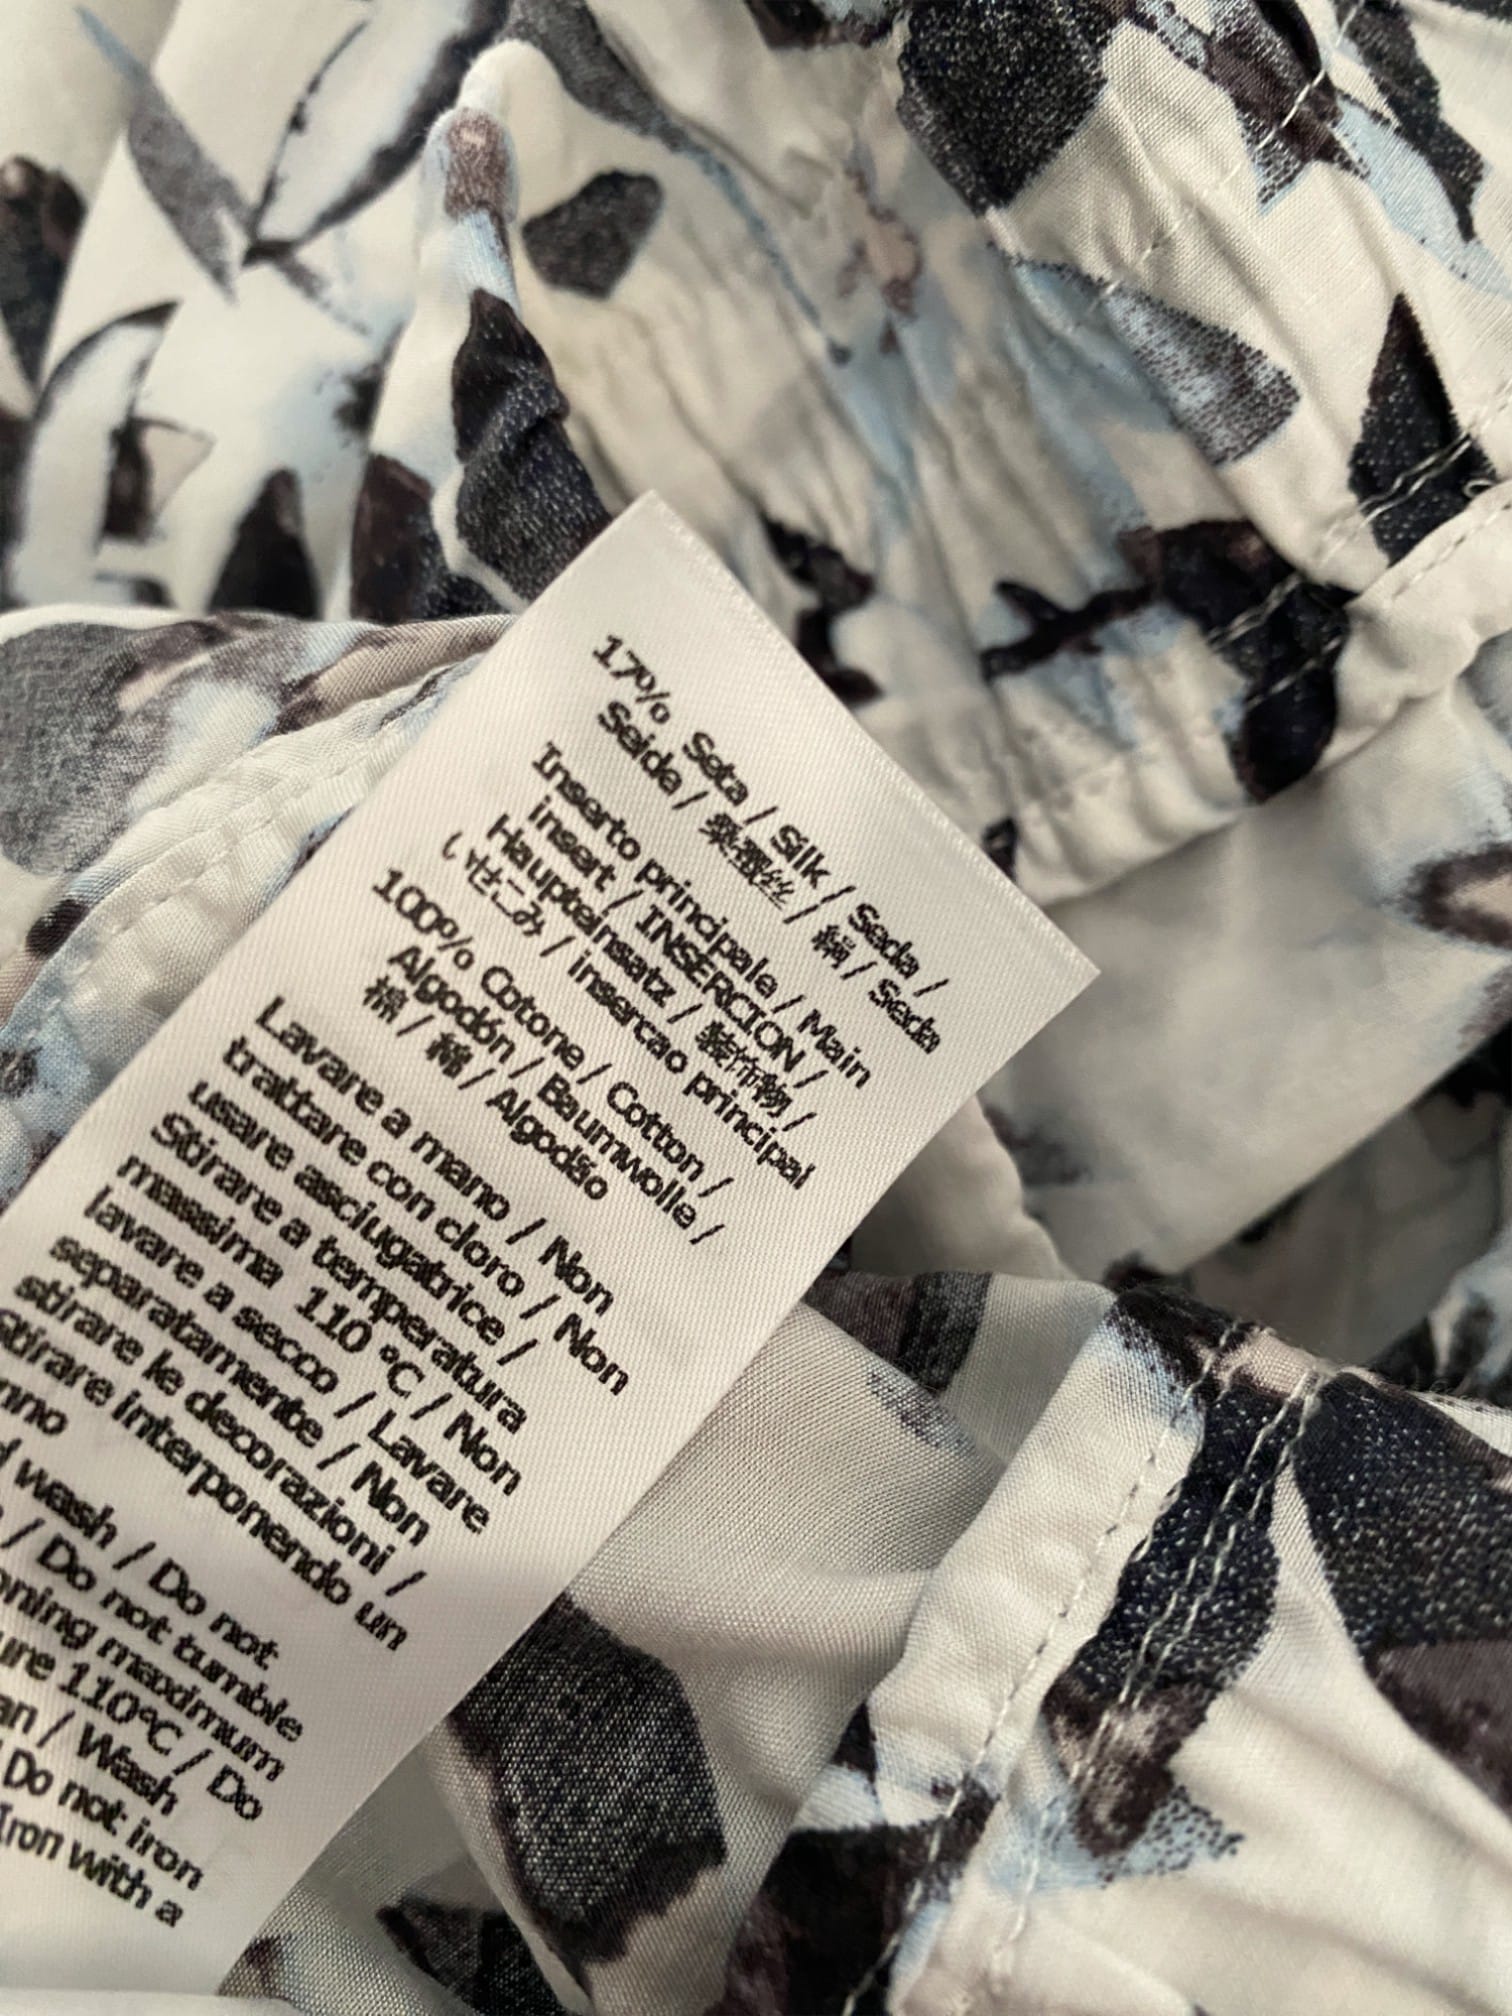 17% Seta / Silk / Seda /
Seide / 桑蚕丝 / 絹 / Seda
Inserto principale / Main
insert / INSERCION /
Haupteinsatz / 装作物 /
いせこみ / insercao principal
100% Cotone / Cotton /
Algodón / Baumwolle /
棉 / 綿 / Algodão
Lavare a mano / Non
trattare con cloro / Non
usare asciugatrice /
Stirare a temperatura
massima 110 °C / Non
lavare a secco / Lavare
separatamente / Non
stirare le decorazioni /
Stirare interponendo un
wash / Do not
/ Do not tumble
maximum
110°C / Do
/ Wash
Do not iron
Iron with a